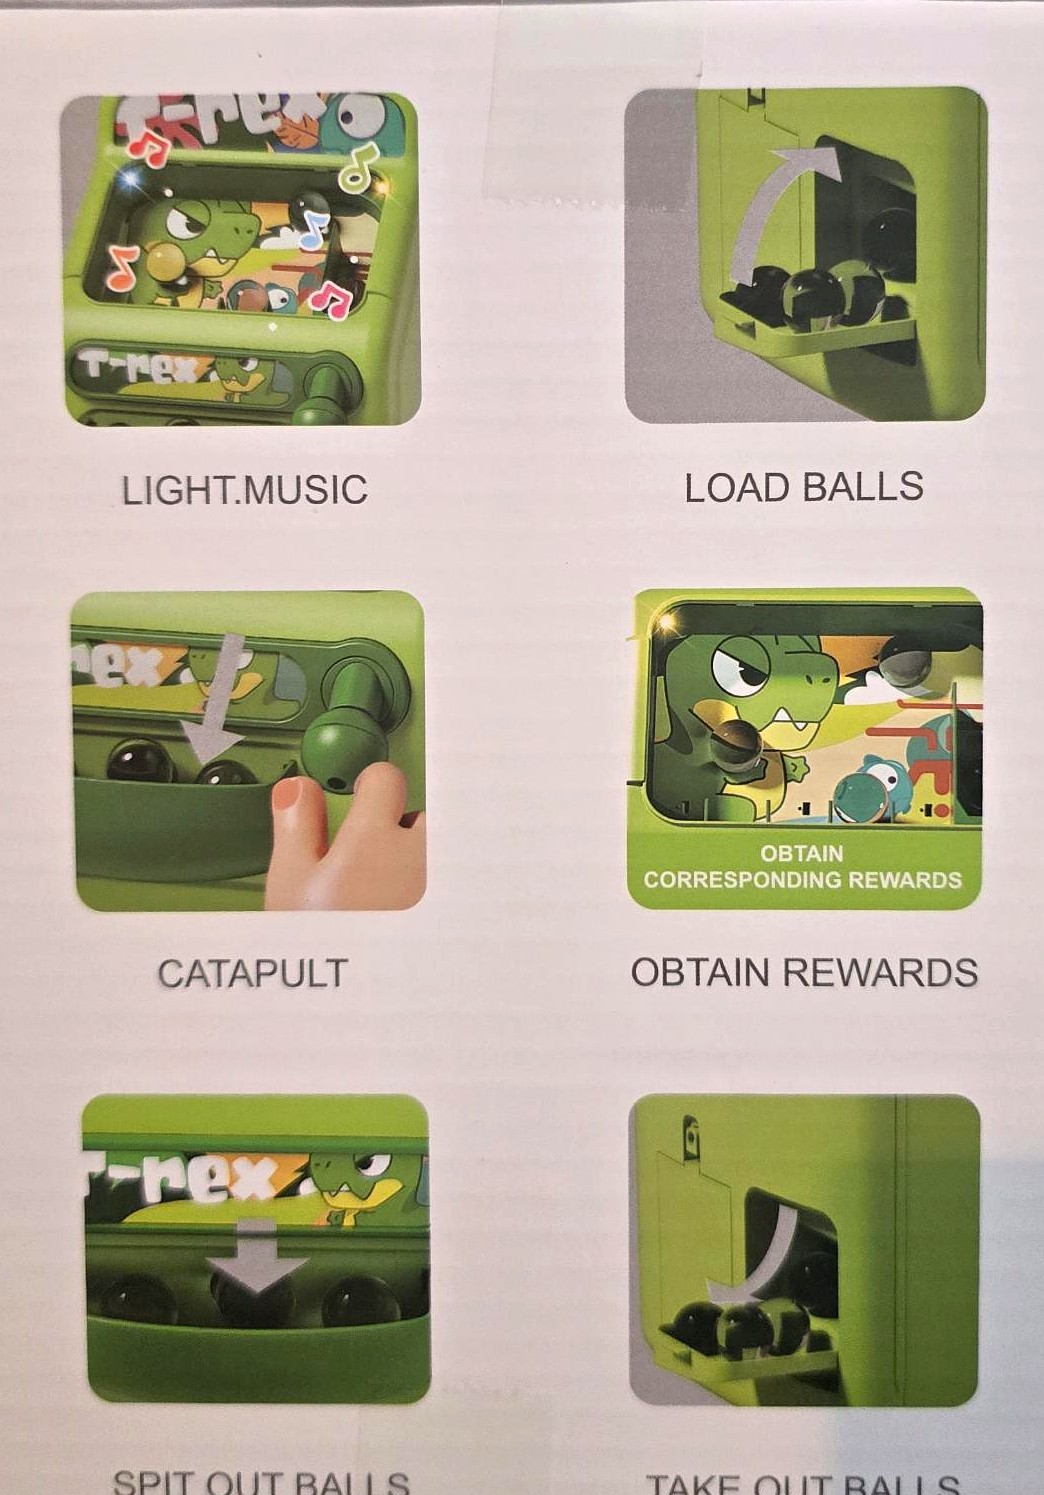 T-rex
T-rex
LIGHT.MUSIC
LOAD BALLS
rex
OBTAIN
CORRESPONDING REWARDS
CATAPULT
OBTAIN REWARDS
T-rex
SPIT OUT BALLS
TAKE OUT BALLS